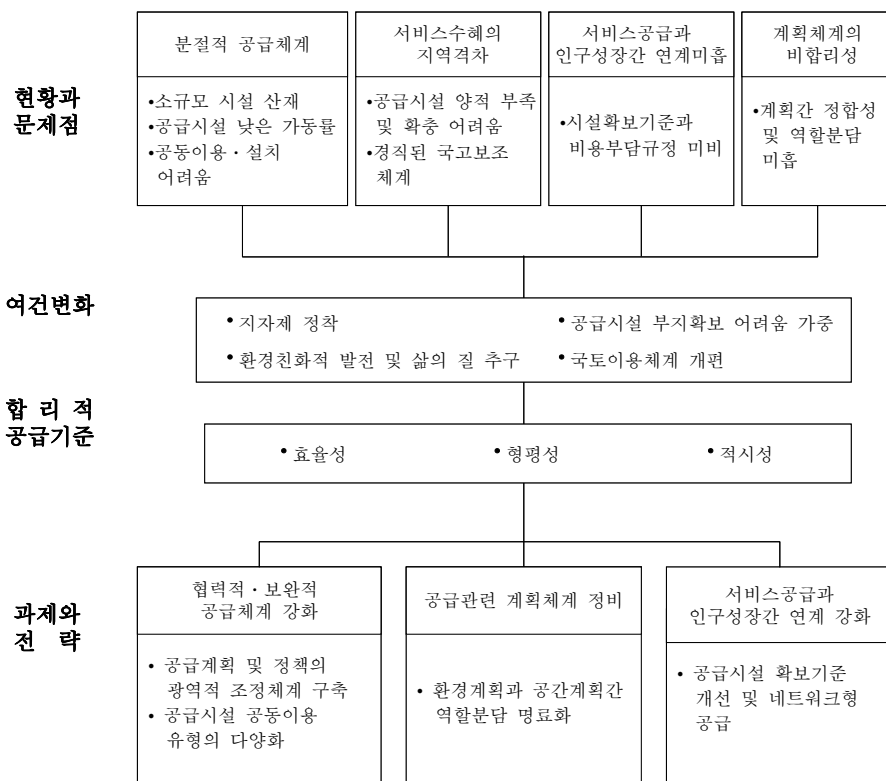 현황과
문제점
분절적 공급체계
•소규모 시설 산재
•공급시설 낮은 가동률
•공동이용·설치
어려움
서비스수혜의
지역격차
•공급시설 양적 부족
및 확충 어려움
•경직된 국고보조
체계
서비스공급과
인구성장간 연계미흡
•시설확보기준과
비용부담규정 미비
계획체계의
비합리성
•계획간 정합성
및 역할분담
미흡
여건변화
• 지자제 정착
• 공급시설 부지확보 어려움 가중
• 환경친화적 발전 및 삶의 질 추구
• 국토이용체계 개편
합 리 적
공급기준
• 효율성
• 형평성
• 적시성
과제와
전 략
협력적·보완적
공급체계 강화
• 공급계획 및 정책의
광역적 조정체계 구축
• 공급시설 공동이용
유형의 다양화
공급관련 계획체계 정비
• 환경계획과 공간계획간
역할분담 명료화
서비스공급과
인구성장간 연계 강화
• 공급시설 확보기준
개선 및 네트워크형
공급